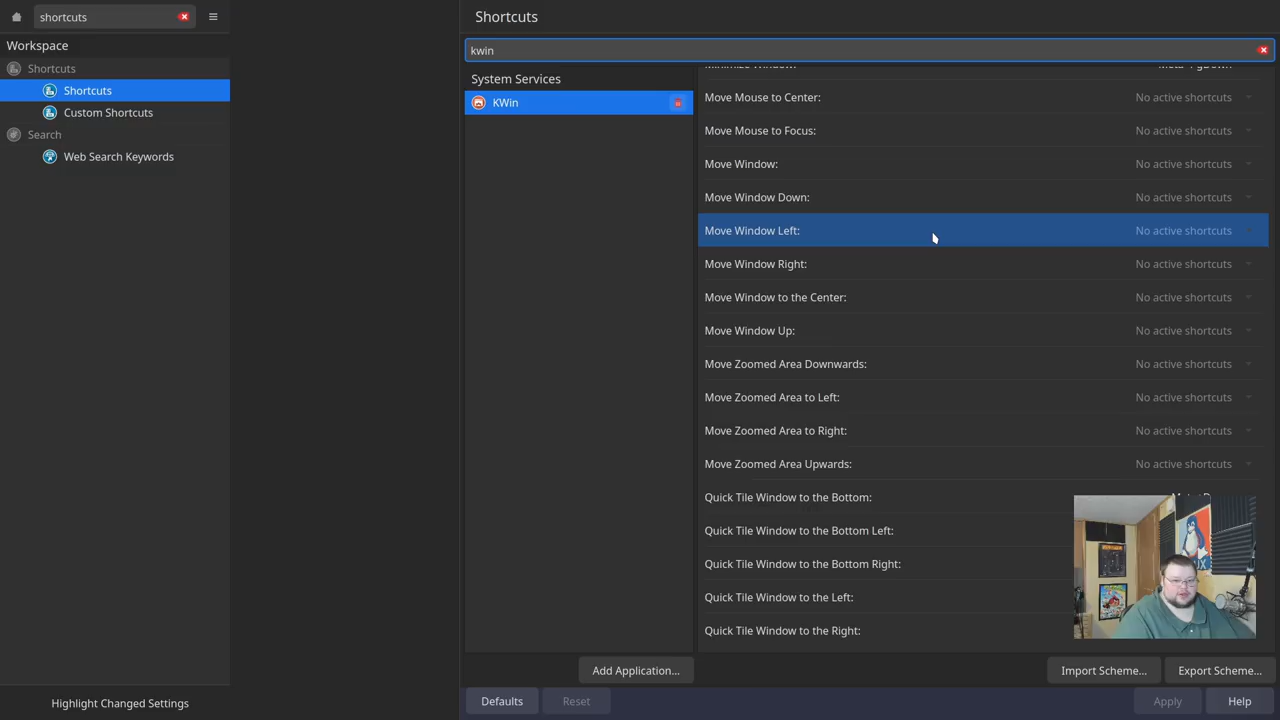 shortcuts
Workspace
Shortcuts
Shortcuts
Custom Shortcuts
Search
Web Search Keywords
Highlight Changed Settings
Shortcuts
kwin
System Services
KWin
Add Application...
Move Mouse to Center: No active shortcuts
Move Mouse to Focus: No active shortcuts
Move Window: No active shortcuts
Move Window Down: No active shortcuts
Move Window Left: No active shortcuts
Move Window Right: No active shortcuts
Move Window to the Center: No active shortcuts
Move Window Up: No active shortcuts
Move Zoomed Area Downwards: No active shortcuts
Move Zoomed Area to Left: No active shortcuts
Move Zoomed Area to Right: No active shortcuts
Move Zoomed Area Upwards: No active shortcuts
Quick Tile Window to the Bottom:
Quick Tile Window to the Bottom Left:
Quick Tile Window to the Bottom Right:
Quick Tile Window to the Left:
Quick Tile Window to the Right:
Import Scheme... Export Scheme...
Defaults Reset Apply Help